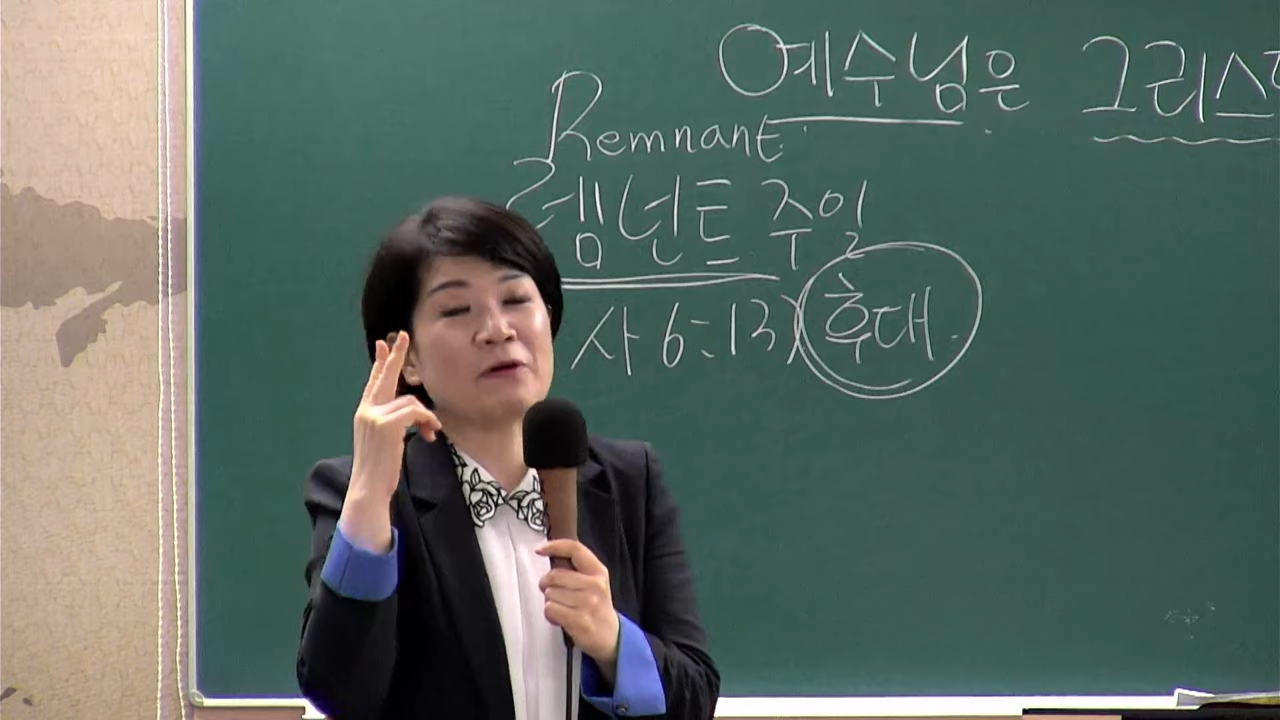 예수님은 그리스
Remnant
렘넌트 주일
사 6:13) 후대